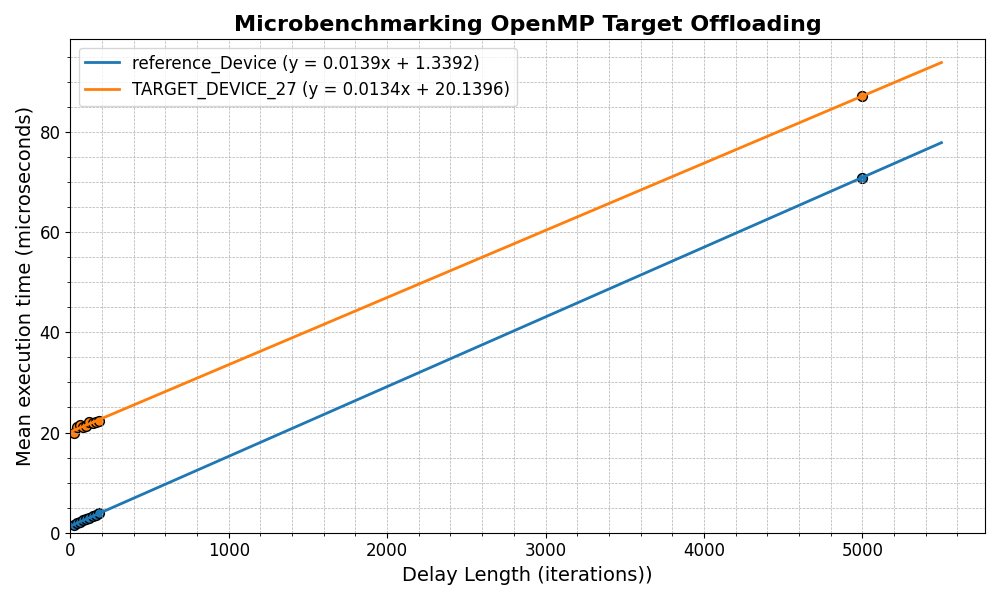 Microbenchmarking OpenMP Target Offloading
reference_Device (y = 0.0139x + 1.3392)
TARGET_DEVICE_27 (y = 0.0134x + 20.1396)
Mean execution time (microseconds)
80
60
40
20
0
0 1000 2000 3000 4000 5000
Delay Length (iterations))